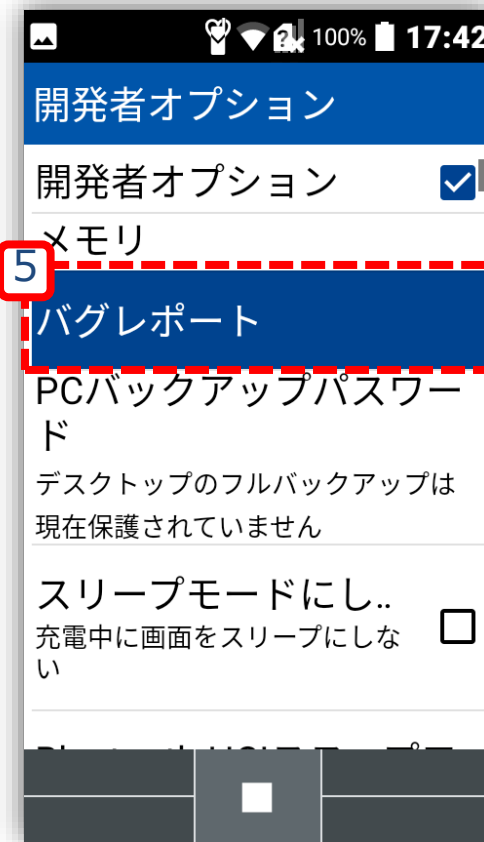 100% 17:42
開発者オプション
開発者オプション
メモリ
5
バグレポート
PCバックアップパスワー
ド
デスクトップのフルバックアップは
現在保護されていません
スリープモードにし..
充電中に画面をスリープにしな
い